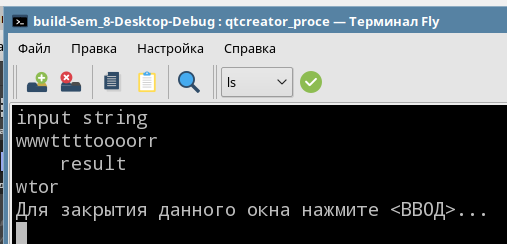 build-Sem_8-Desktop-Debug : qtcreator_proce — Терминал Fly
Файл Правка Настройка Справка
ls
input string
wwwttttoooorr
result
wtor
Для закрытия данного окна нажмите <ВВОД>...